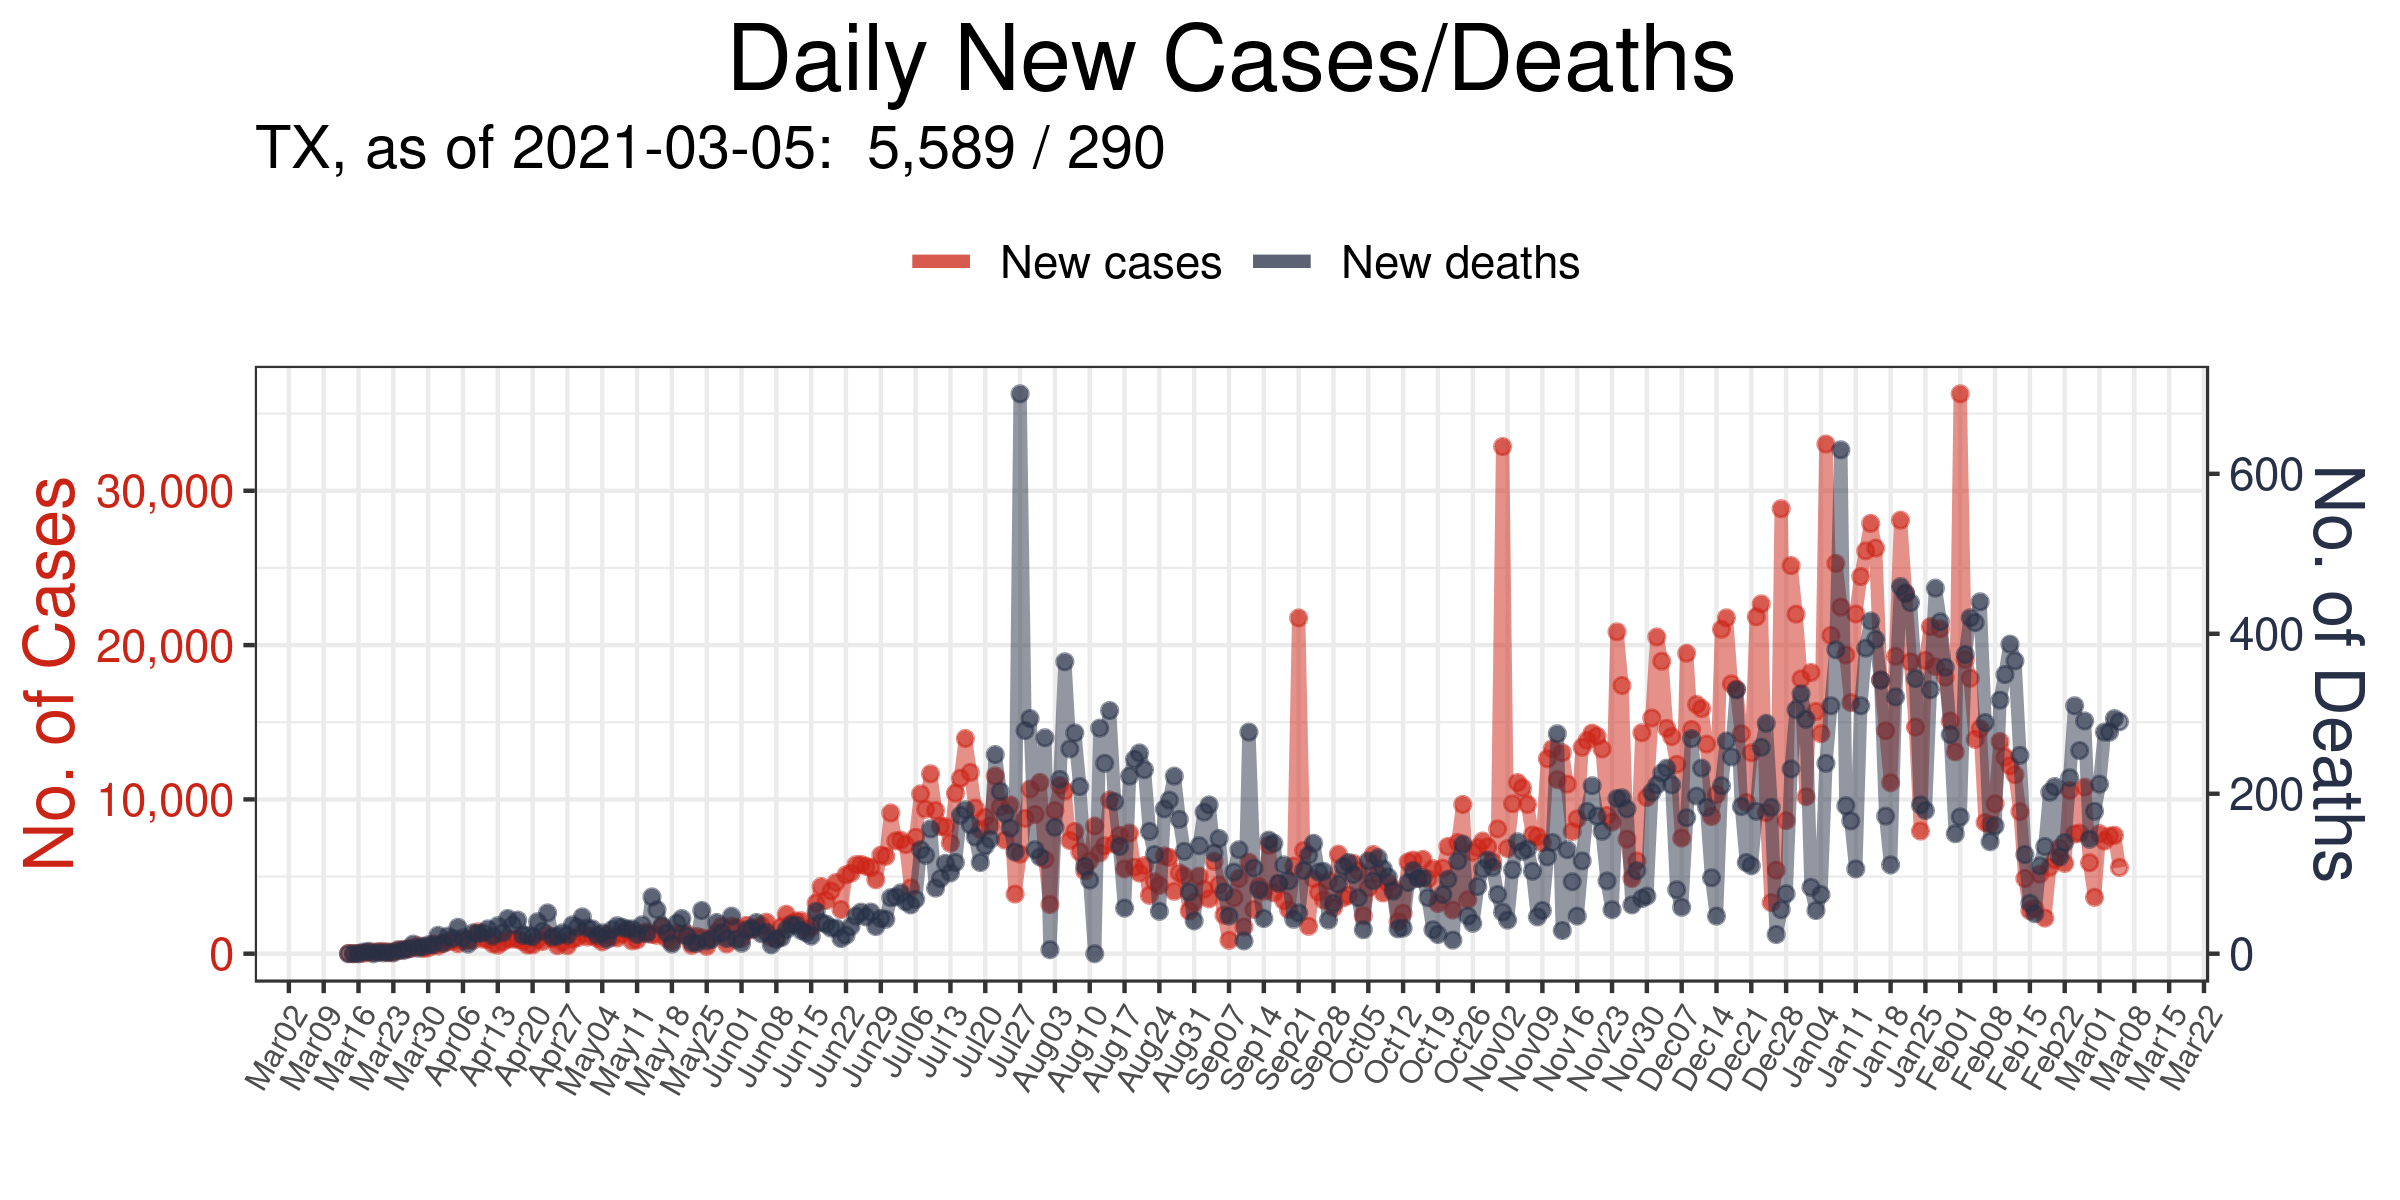 Daily New Cases/Deaths
TX, as of 2021-03-05:  5,589 / 290
New cases
New deaths
No. of Cases
30,000
20,000
10,000
0
600
400
200
0
No. of Deaths
Mar02
Mar09
Mar16
Mar23
Mar30
Apr06
Apr13
Apr20
Apr27
May04
May11
May18
May25
Jun01
Jun08
Jun15
Jun22
Jun29
Jul06
Jul13
Jul20
Jul27
Aug03
Aug10
Aug17
Aug24
Aug31
Sep07
Sep14
Sep21
Sep28
Oct05
Oct12
Oct19
Oct26
Nov02
Nov09
Nov16
Nov23
Nov30
Dec07
Dec14
Dec21
Dec28
Jan04
Jan11
Jan18
Jan25
Feb01
Feb08
Feb15
Feb22
Mar01
Mar08
Mar15
Mar22